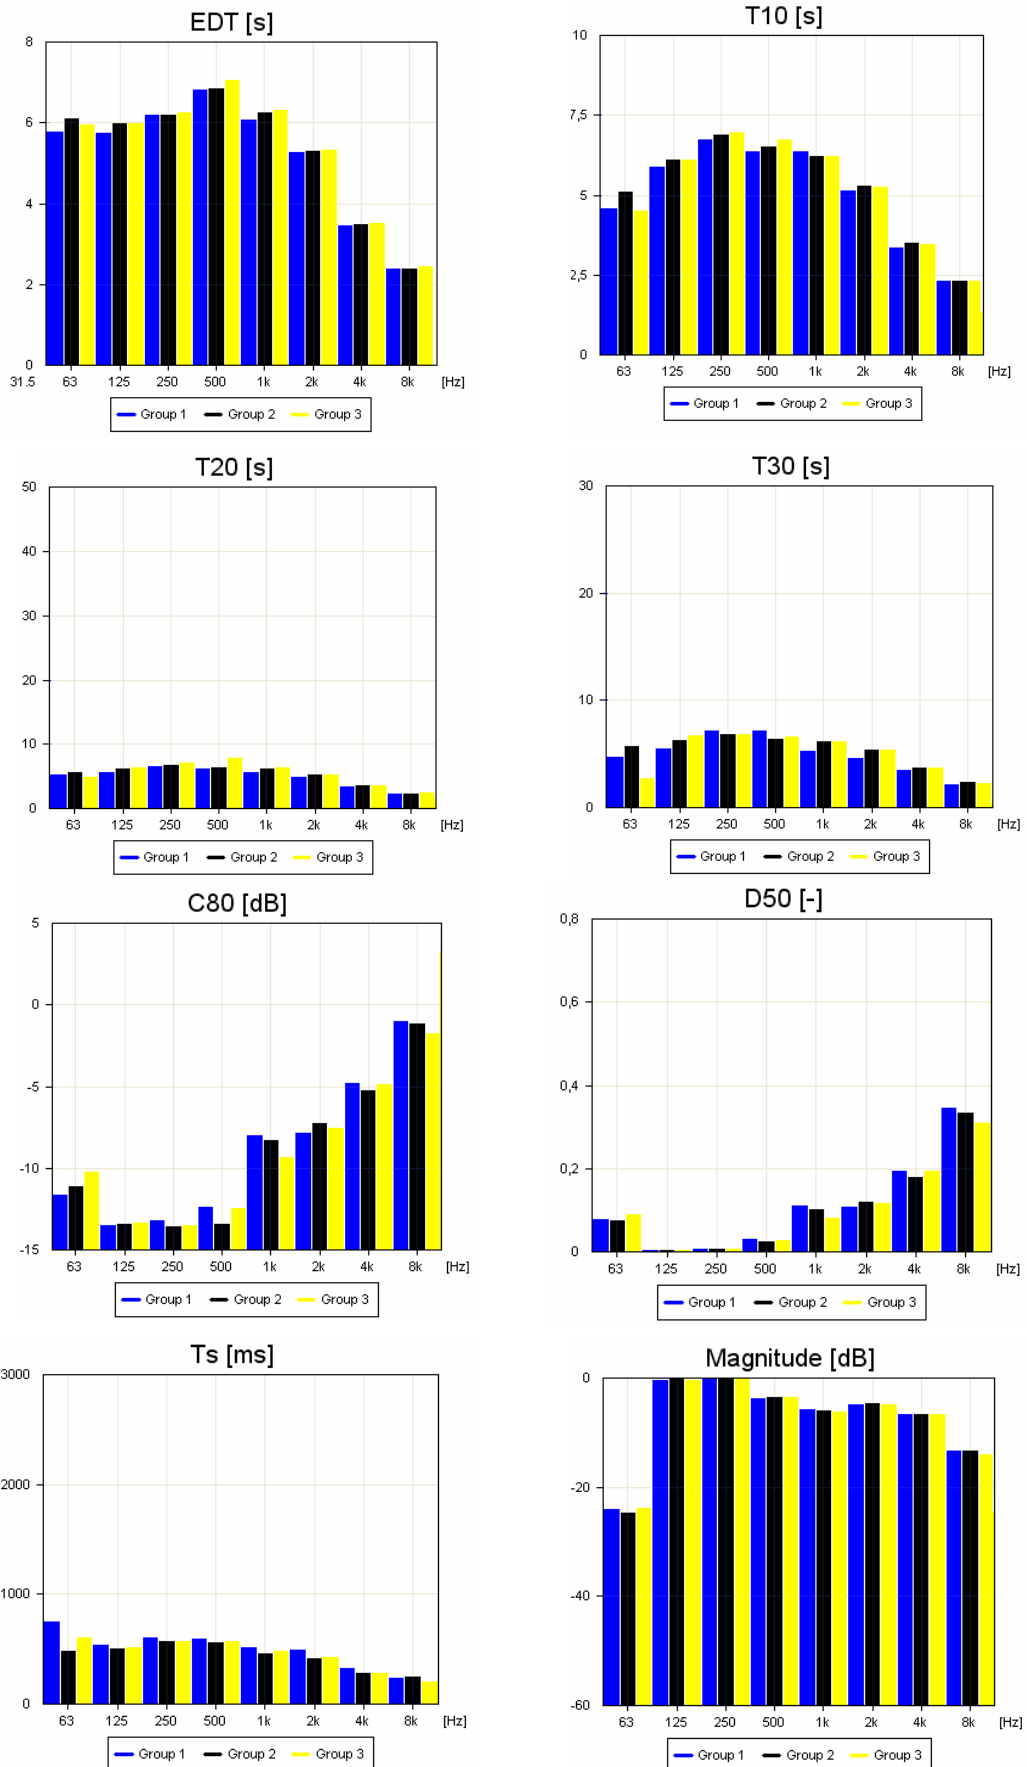 EDT [s]
8
6
4
2
0
31.5 63 125 250 500 1k 2k 4k 8k [Hz]
Group 1 Group 2 Group 3
T10 [s]
10
7,5
5
2,5
0
63 125 250 500 1k 2k 4k 8k [Hz]
Group 1 Group 2 Group 3
T20 [s]
50
40
30
20
10
0
63 125 250 500 1k 2k 4k 8k [Hz]
Group 1 Group 2 Group 3
T30 [s]
30
20
10
0
63 125 250 500 1k 2k 4k 8k [Hz]
Group 1 Group 2 Group 3
C80 [dB]
5
0
-5
-10
-15
63 125 250 500 1k 2k 4k 8k [Hz]
Group 1 Group 2 Group 3
D50 [-]
0,8
0,6
0,4
0,2
0
63 125 250 500 1k 2k 4k 8k [Hz]
Group 1 Group 2 Group 3
Ts [ms]
3000
2000
1000
0
63 125 250 500 1k 2k 4k 8k [Hz]
Group 1 Group 2 Group 3
Magnitude [dB]
0
-20
-40
-60
63 125 250 500 1k 2k 4k 8k [Hz]
Group 1 Group 2 Group 3